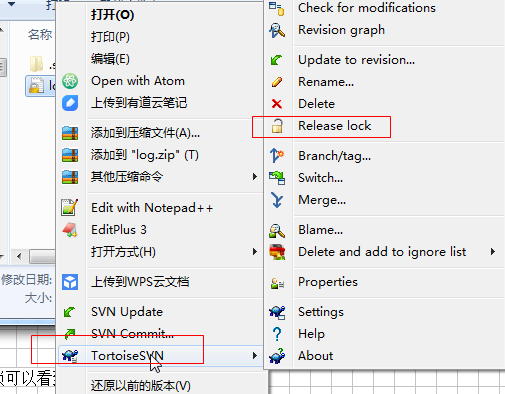 打开(O)
打印(P)
编辑(E)
Open with Atom
上传到有道云笔记
添加到压缩文件(A)...
添加到 "log.zip" (T)
其他压缩命令
Edit with Notepad++
EditPlus 3
打开方式(H)
上传到WPS云文档
SVN Update
SVN Commit...
TortoiseSVN
还原以前的版本(V)
Check for modifications
Revision graph
Update to revision...
Rename...
Delete
Release lock
Branch/tag...
Switch...
Merge...
Blame...
Delete and add to ignore list
Properties
Settings
Help
About
名称
修改日期:
大小:
锁可以看